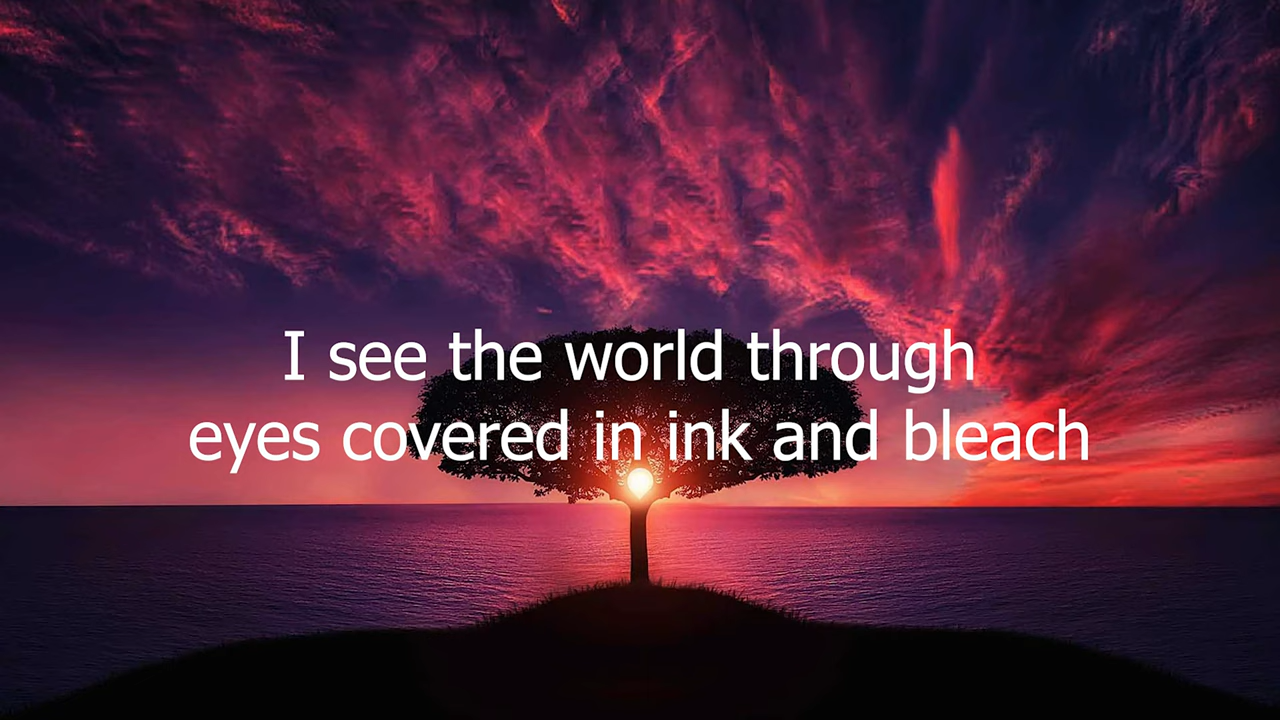 I see the world through
eyes covered in ink and bleach